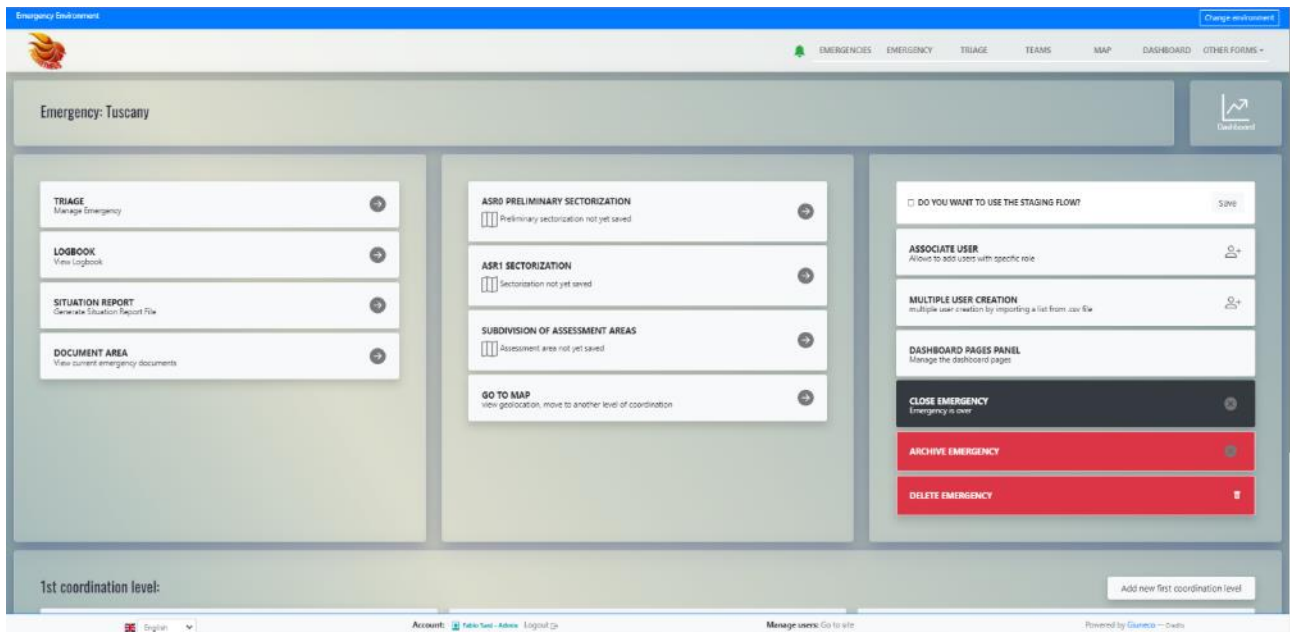 Emergency Environment
Change environment
EMERGENCIES EMERGENCY TRIAGE TEAMS MAP DASHBOARD OTHER FORMS
Emergency: Tuscany
Dashboard
TRIAGE
Manage Emergency
LOGBOOK
View Logbook
SITUATION REPORT
Generate Situation Report File
DOCUMENT AREA
View current emergency documents
ASR0 PRELIMINARY SECTORIZATION
Preliminary sectorization not yet saved
ASR1 SECTORIZATION
Sectorization not yet saved
SUBDIVISION OF ASSESSMENT AREAS
Assessment area not yet saved
GO TO MAP
view geolocation, move to another level of coordination
DO YOU WANT TO USE THE STAGING FLOW?
Save
ASSOCIATE USER
Allows to add users with specific role
MULTIPLE USER CREATION
multiple user creation by importing a list from .csv file
DASHBOARD PAGES PANEL
Manage the dashboard pages
CLOSE EMERGENCY
Emergency is over
ARCHIVE EMERGENCY
DELETE EMERGENCY
1st coordination level:
Add new first coordination level
English
Account: Fabio - Admin Logout
Manage users: Go to site
Powered by Giuneco — Credits